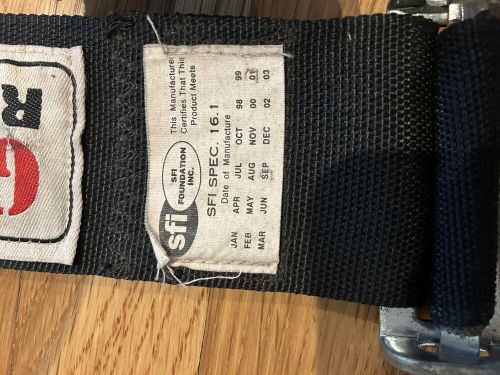 This Manufacturer
Certifies That This
Product Meets
sfi
SFI
FOUNDATION
INC.
SFI SPEC. 16.1
Date of Manufacture
JAN APR JUL OCT 98 99
FEB MAY AUG NOV 00 01
MAR JUN SEP DEC 02 03
R